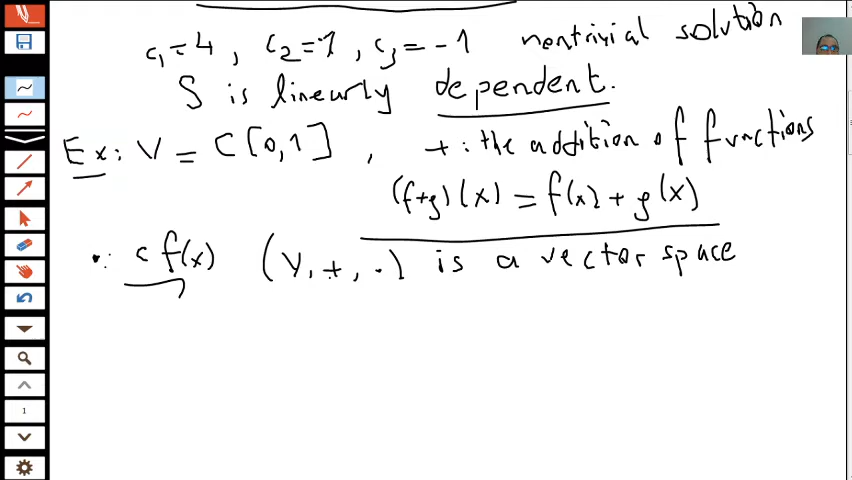 c₁=4, c₂=1, c₃=-1 nontrivial solution
S is linearly dependent.
Ex: V = C[0,1], +: the addition of functions
(f+g)(x) = f(x) + g(x)
·: c f(x) (V, +, ·) is a vector space
1